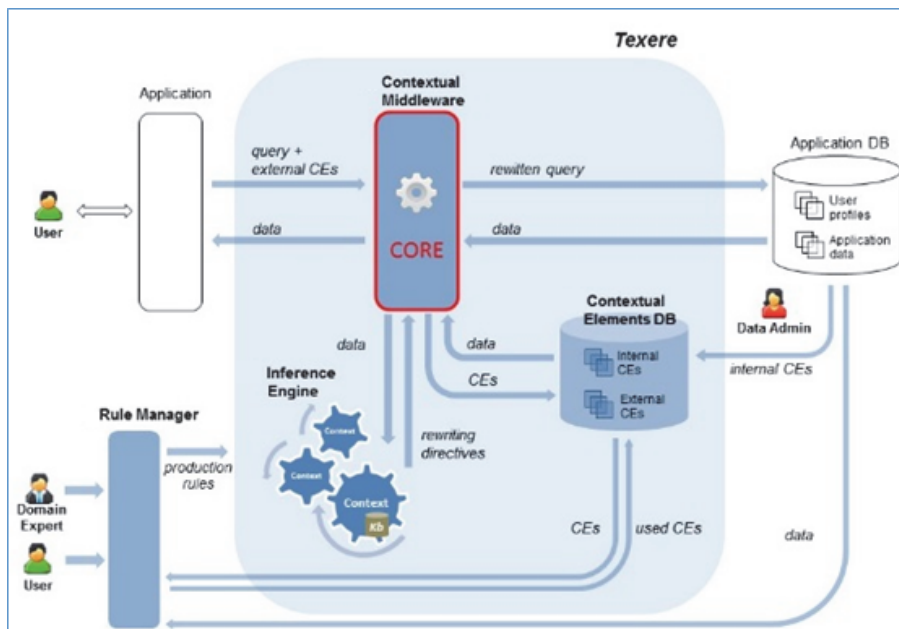 Texere
Contextual
Middleware
Application
Application DB
query +
external CEs
rewitten query
User
profiles
User
data
CORE
data
Application
data
Contextual
Elements DB
Data Admin
data
data
Internal
CEs
internal CEs
Inference
Engine
CEs
External
CEs
Rule Manager
Context
rewriting
directives
production
rules
Context
Context
Kb
Domain
Expert
CEs
used CEs
data
User